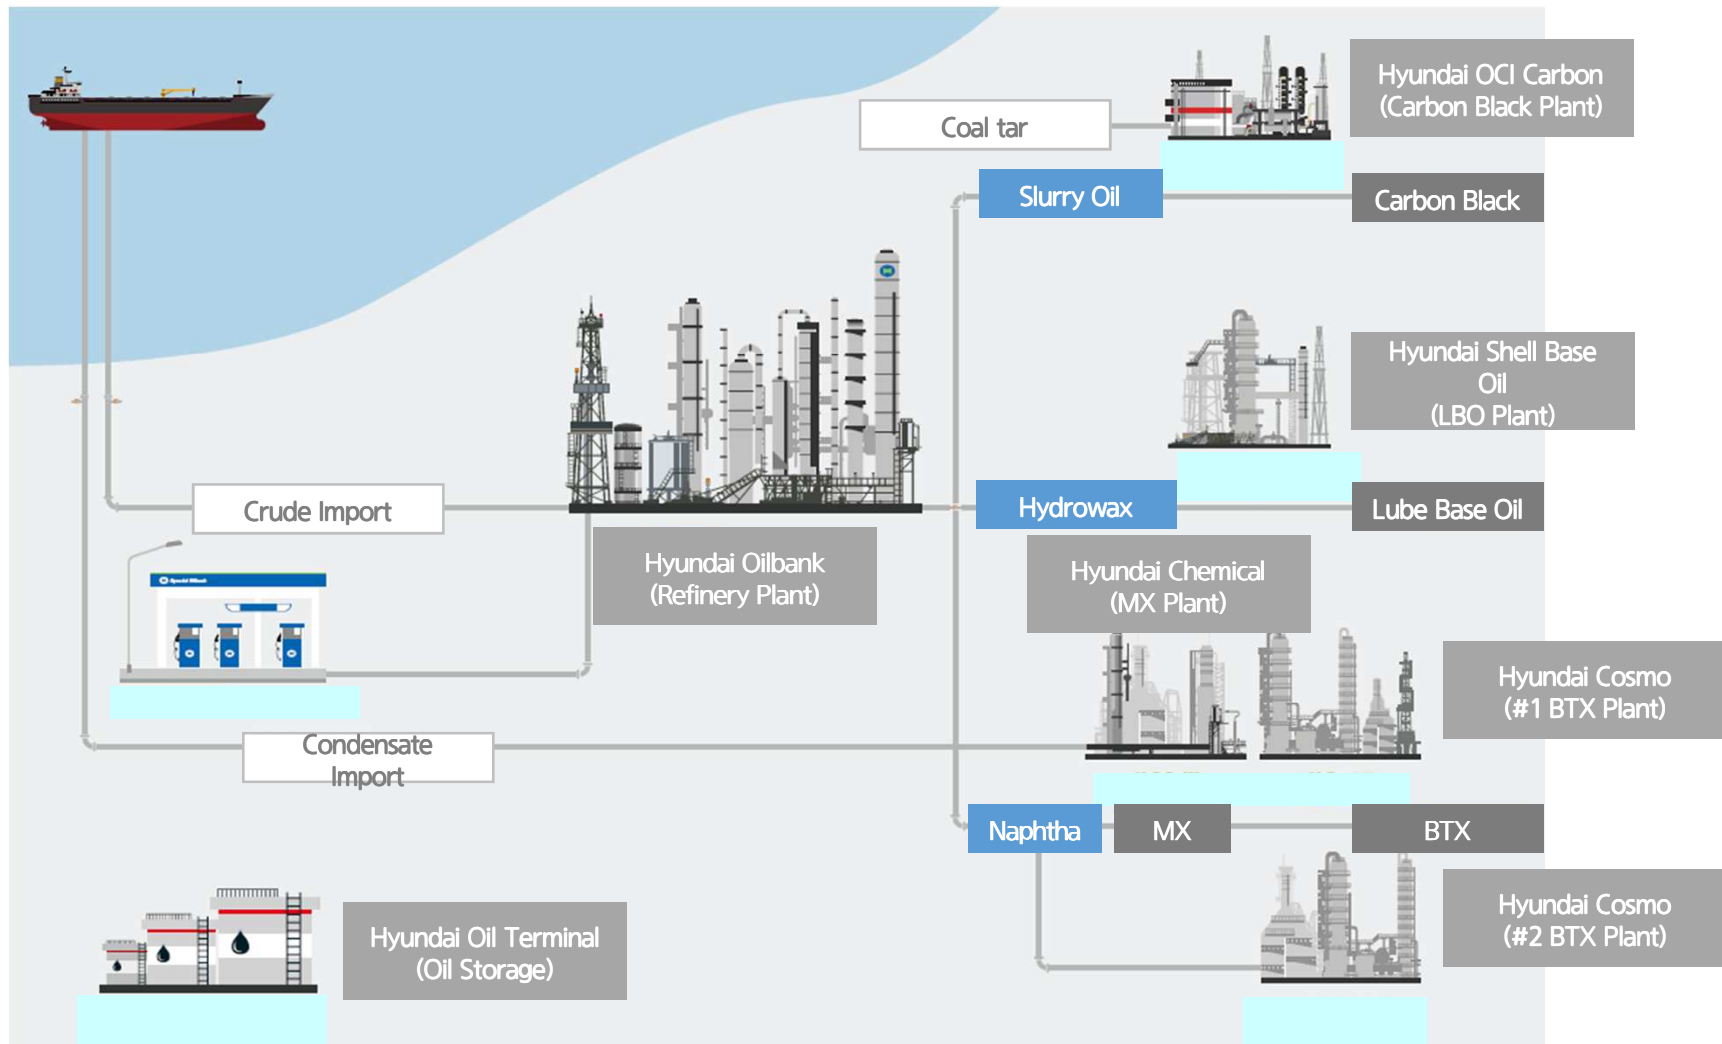 Hyundai OCI Carbon
(Carbon Black Plant)
Coal tar
Slurry Oil
Carbon Black
Hyundai Shell Base
Oil
(LBO Plant)
Crude Import
Hydrowax
Lube Base Oil
Hyundai Oilbank
(Refinery Plant)
Hyundai Chemical
(MX Plant)
Hyundai Cosmo
(#1 BTX Plant)
Condensate
Import
Naphtha
MX
BTX
Hyundai Cosmo
(#2 BTX Plant)
Hyundai Oil Terminal
(Oil Storage)